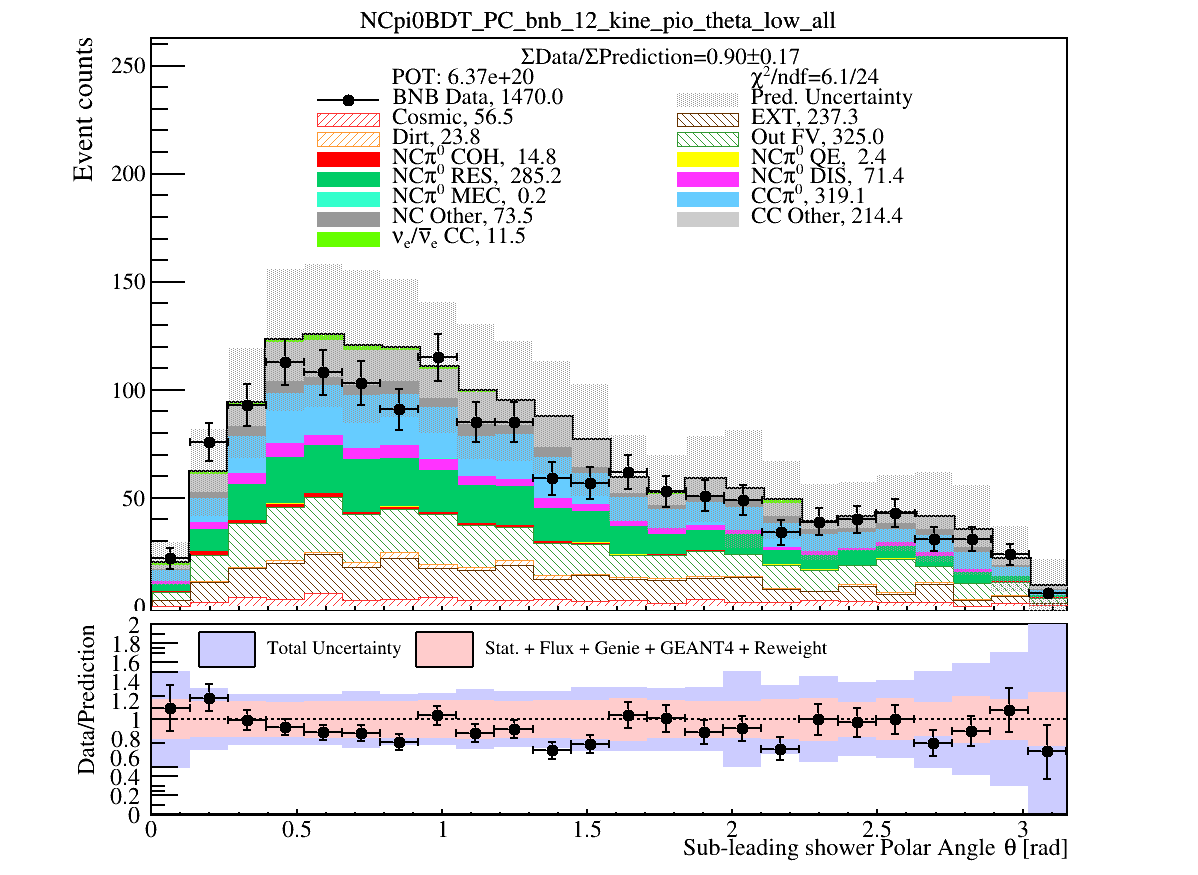 NCpi0BDT_PC_bnb_12_kine_pio_theta_low_all
ΣData/ΣPrediction=0.90±0.17
POT: 6.37e+20
χ²/ndf=6.1/24
BNB Data, 1470.0
Pred. Uncertainty
Cosmic, 56.5
EXT, 237.3
Dirt, 23.8
Out FV, 325.0
NCπ⁰ COH, 14.8
NCπ⁰ QE, 2.4
NCπ⁰ RES, 285.2
NCπ⁰ DIS, 71.4
NCπ⁰ MEC, 0.2
CCπ⁰, 319.1
NC Other, 73.5
CC Other, 214.4
νₑ/ν̅ₑ CC, 11.5
Event counts
250
200
150
100
50
0
Total Uncertainty
Stat. + Flux + Genie + GEANT4 + Reweight
Data/Prediction
2
1.8
1.6
1.4
1.2
1
0.8
0.6
0.4
0.2
0
0 0.5 1 1.5 2 2.5 3
Sub-leading shower Polar Angle θ [rad]